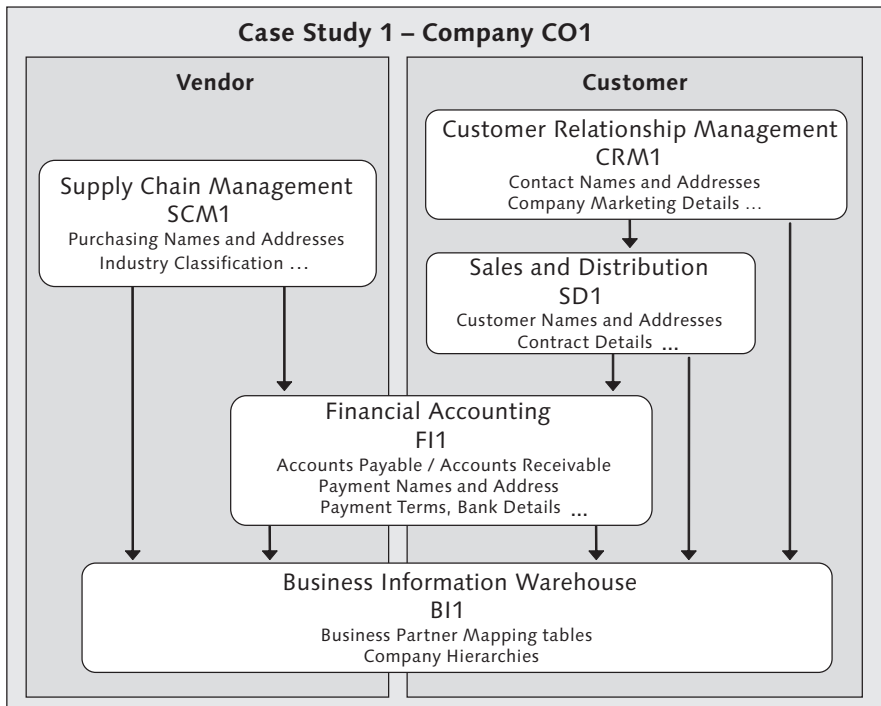 Case Study 1 – Company CO1
Vendor
Customer
Supply Chain Management
SCM1
Purchasing Names and Addresses
Industry Classification …
Customer Relationship Management
CRM1
Contact Names and Addresses
Company Marketing Details …
Sales and Distribution
SD1
Customer Names and Addresses
Contract Details …
Financial Accounting
FI1
Accounts Payable / Accounts Receivable
Payment Names and Address
Payment Terms, Bank Details …
Business Information Warehouse
BI1
Business Partner Mapping tables
Company Hierarchies